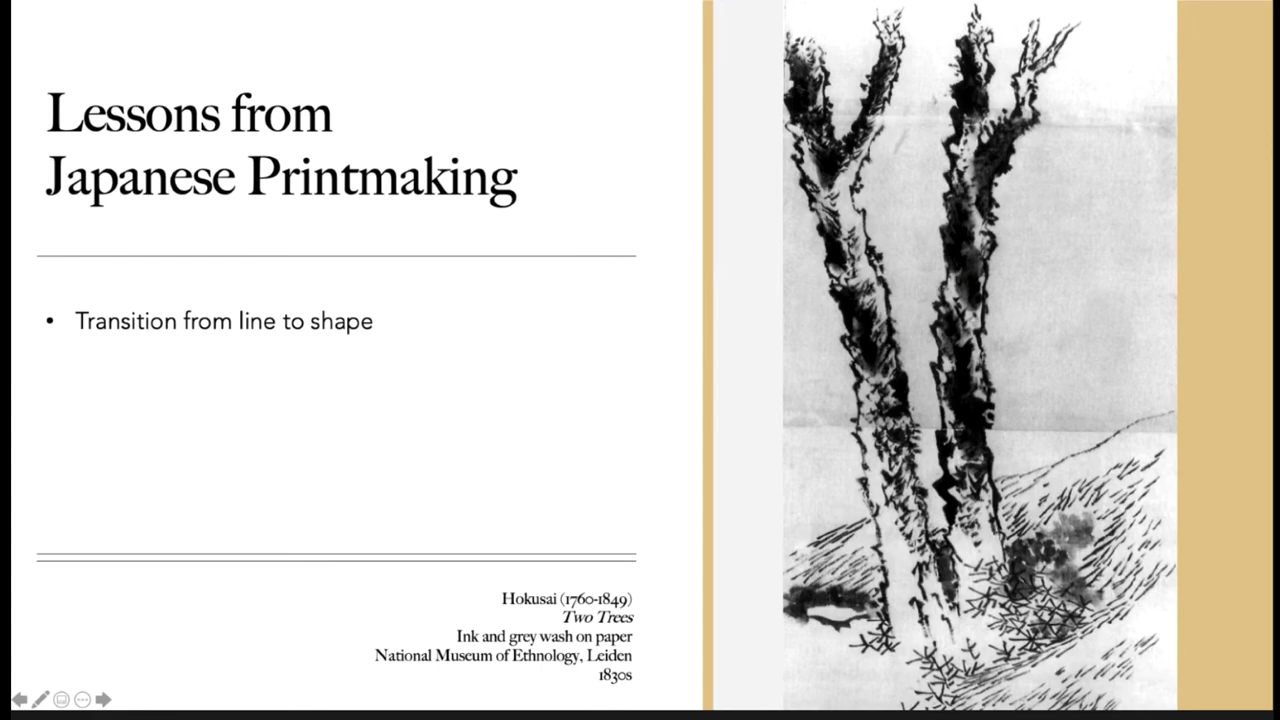 Lessons from
Japanese Printmaking
• Transition from line to shape
Hokusai (1760-1849)
Two Trees
Ink and grey wash on paper
National Museum of Ethnology, Leiden
1830s